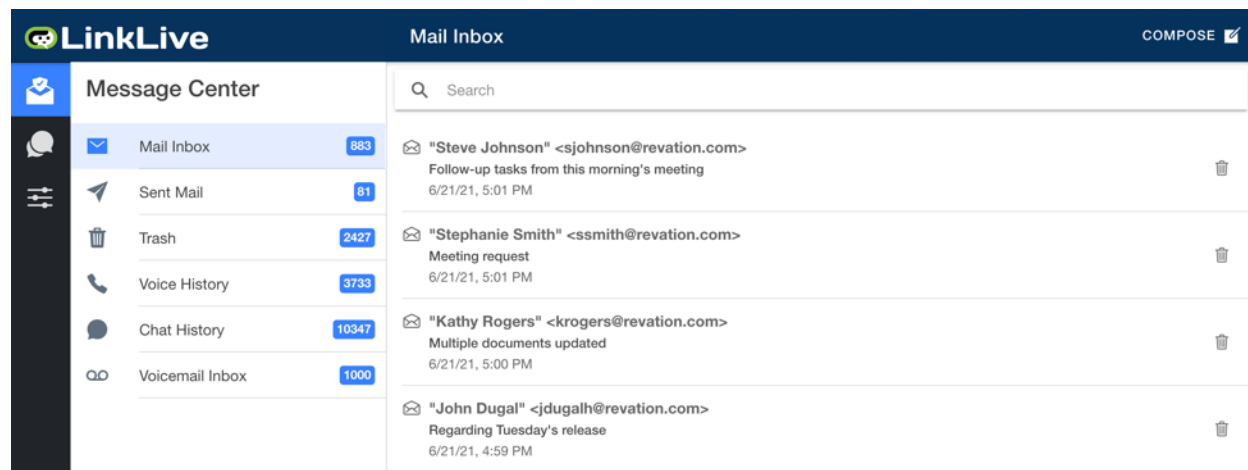 LinkLive
Mail Inbox
COMPOSE
Message Center
Search
Mail Inbox 883
Sent Mail 81
Trash 2427
Voice History 3733
Chat History 10347
Voicemail Inbox 1000
"Steve Johnson" <sjohnson@revation.com>
Follow-up tasks from this morning's meeting
6/21/21, 5:01 PM
"Stephanie Smith" <ssmith@revation.com>
Meeting request
6/21/21, 5:01 PM
"Kathy Rogers" <krogers@revation.com>
Multiple documents updated
6/21/21, 5:00 PM
"John Dugal" <jdugalh@revation.com>
Regarding Tuesday's release
6/21/21, 4:59 PM